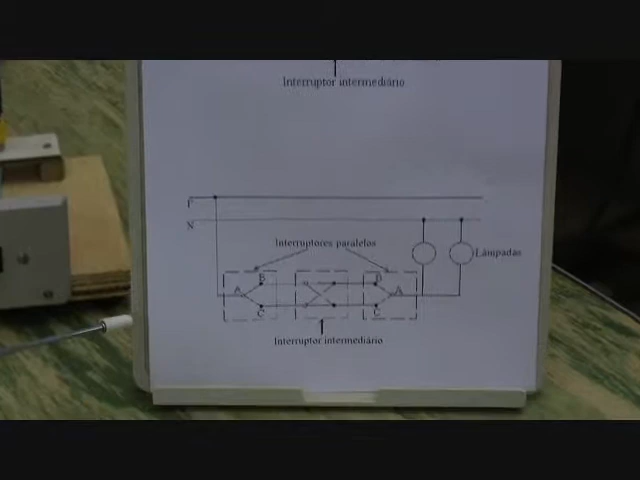 Interruptor intermediário
F
N
Interruptores paralelos
Lâmpadas
B
B
A
A
C
C
Interruptor intermediário